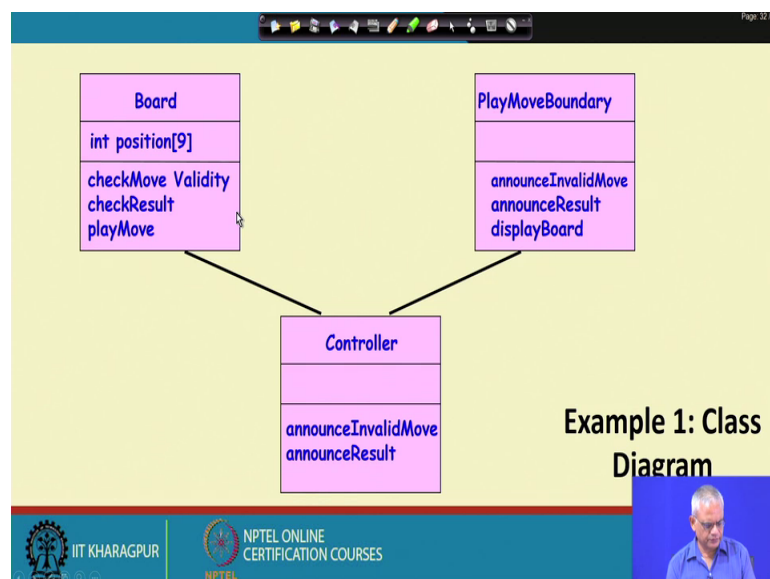 Page: 32 /
Board
int position[9]
checkMove Validity
checkResult
playMove
PlayMoveBoundary
announceInvalidMove
announceResult
displayBoard
Controller
announceInvalidMove
announceResult
Example 1: Class
Diagram
IIT KHARAGPUR
NPTEL ONLINE
CERTIFICATION COURSES
NPTEL